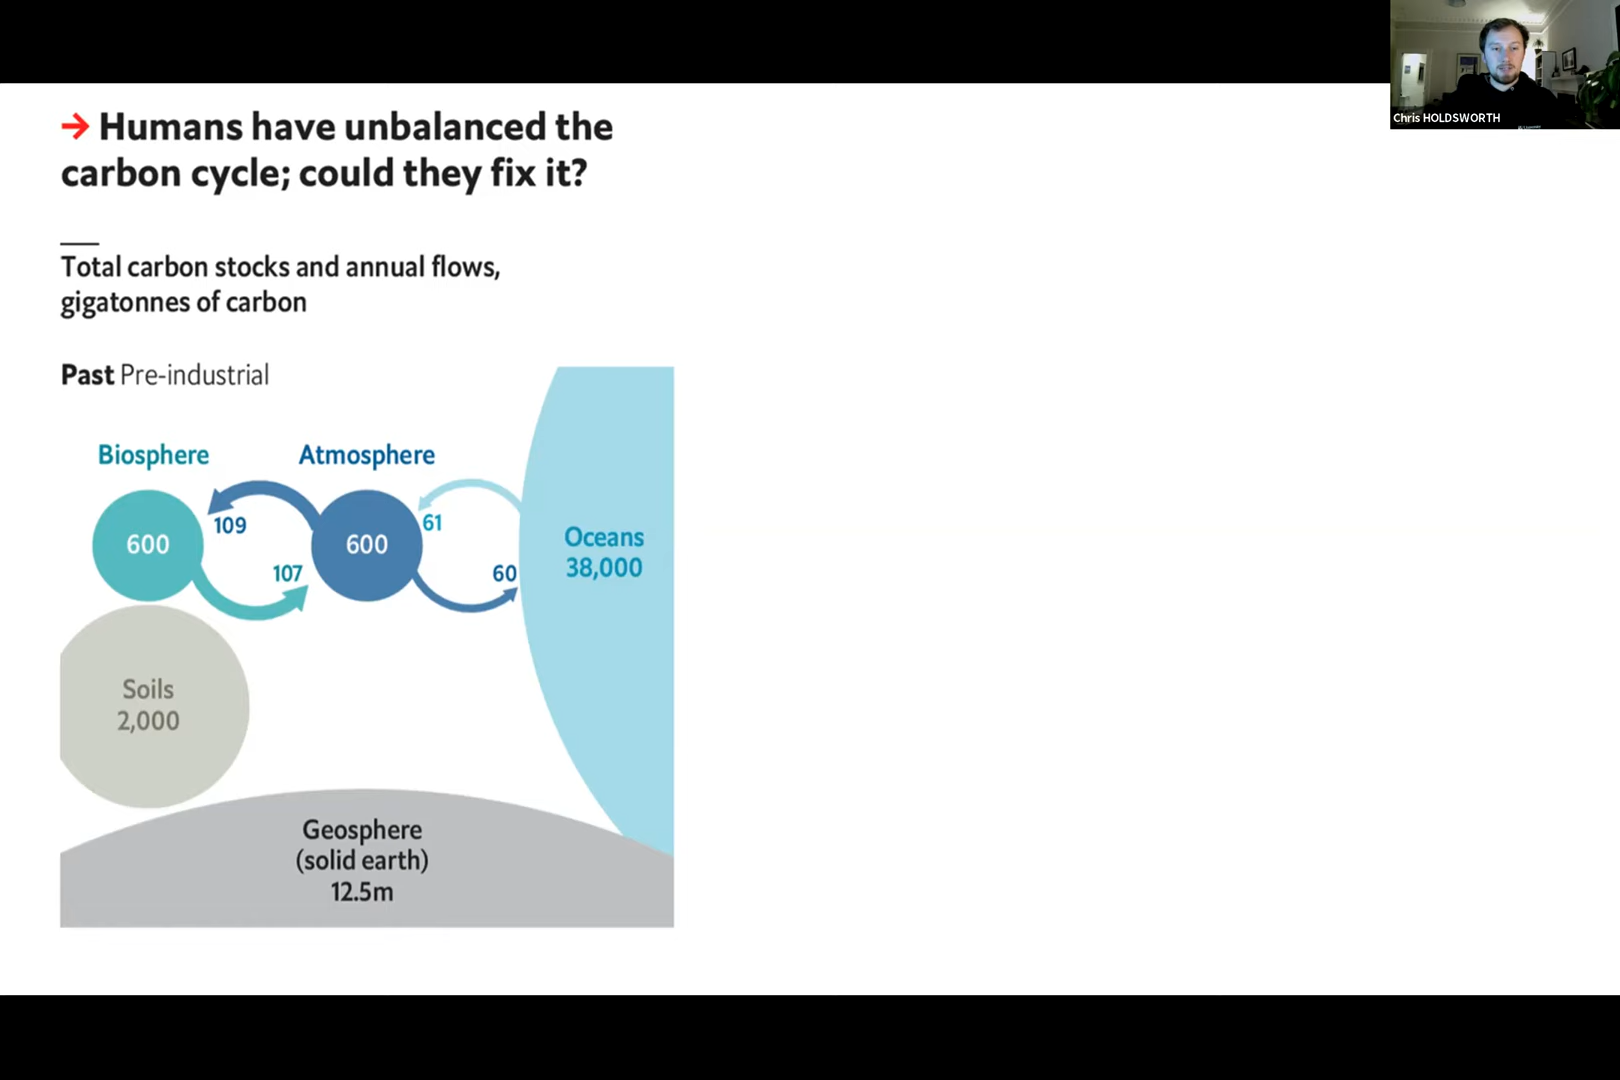 Chris HOLDSWORTH
→ Humans have unbalanced the
carbon cycle; could they fix it?
Total carbon stocks and annual flows,
gigatonnes of carbon
Past Pre-industrial
Biosphere
Atmosphere
109
61
600
600
107
60
Oceans
38,000
Soils
2,000
Geosphere
(solid earth)
12.5m